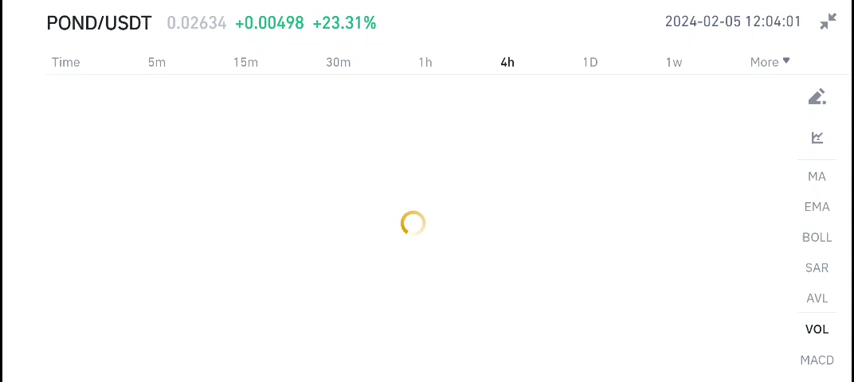 POND/USDT 0.02634 +0.00498 +23.31% 2024-02-05 12:04:01
Time 5m 15m 30m 1h 4h 1D 1w More
MA
EMA
BOLL
SAR
AVL
VOL
MACD